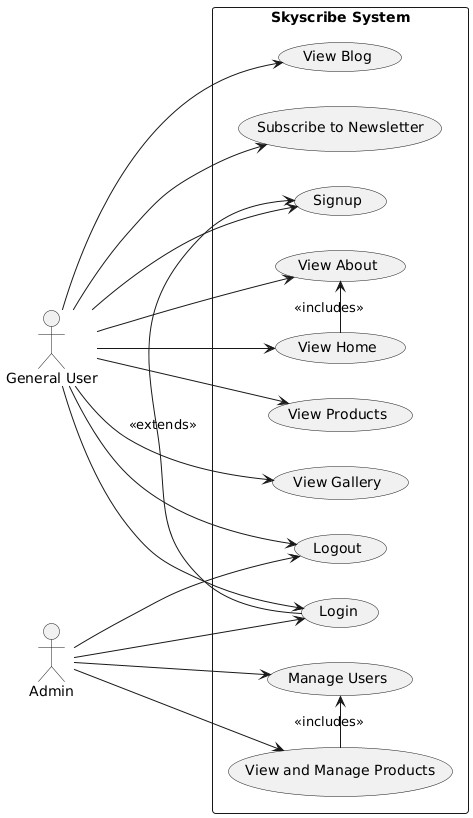 Skyscribe System
View Blog
Subscribe to Newsletter
Signup
View About
«includes»
View Home
General User
View Products
«extends»
View Gallery
Logout
Login
Manage Users
Admin
«includes»
View and Manage Products